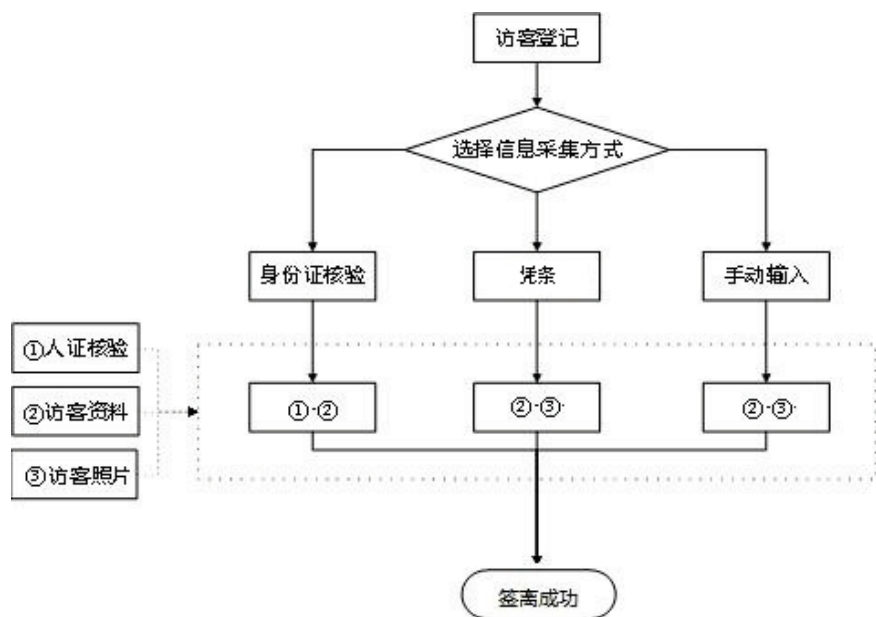 访客登记
选择信息采集方式
身份证核验
凭条
手动输入
①人证核验
②访客资料
③访客照片
①·②
②·③·
②·③·
签离成功